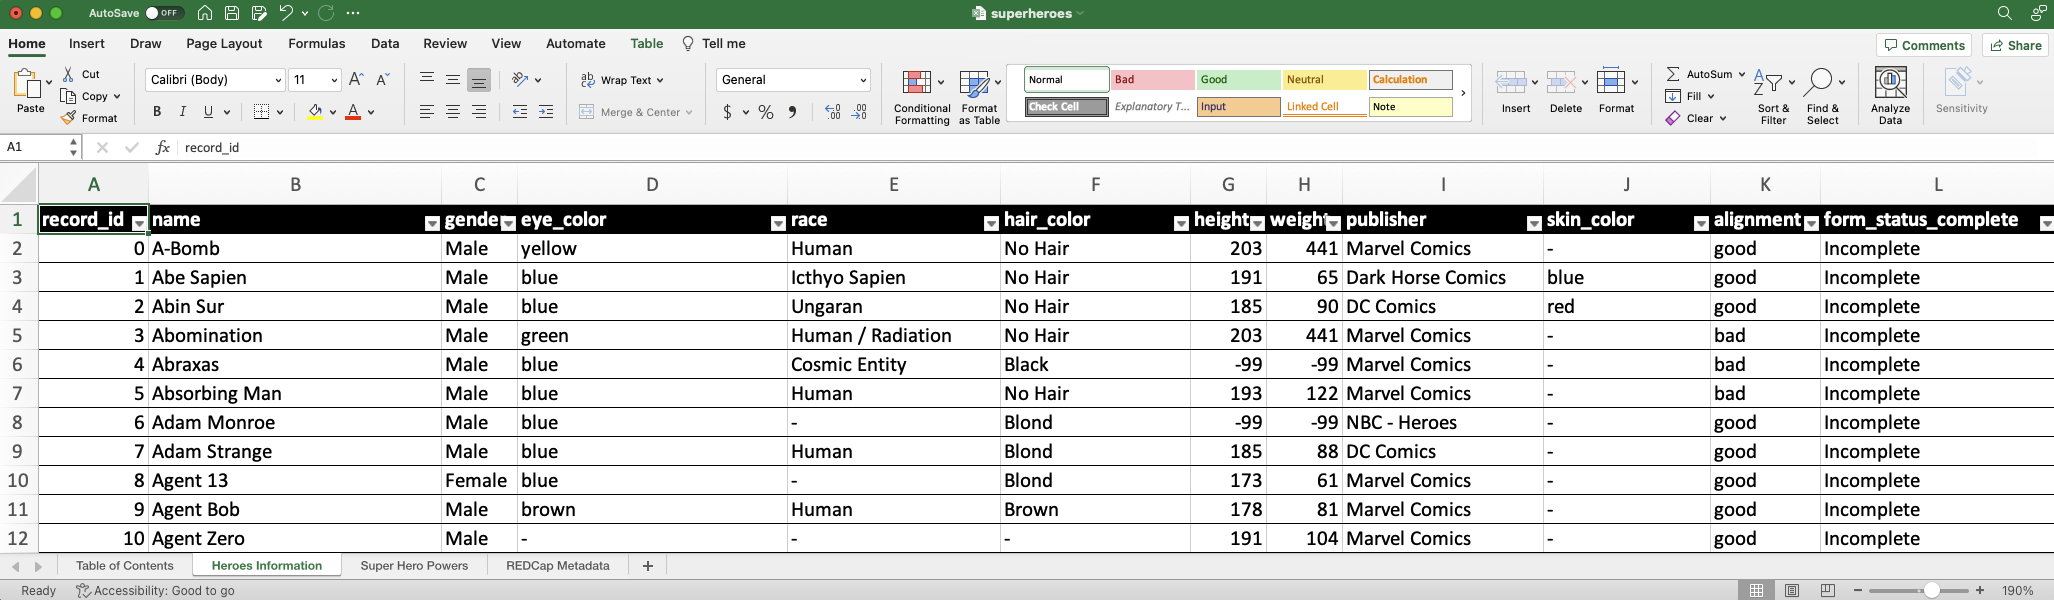 AutoSave OFF superheroes
Home Insert Draw Page Layout Formulas Data Review View Automate Table Tell me Comments Share
Paste Cut Copy Format Calibri (Body) 11 A^ A˅ B I U A Wrap Text Merge & Center General $ % Conditional Formatting Format as Table Normal Bad Good Neutral Calculation Check Cell Explanatory T... Input Linked Cell Note Insert Delete Format AutoSum Fill Clear Sort & Filter Find & Select Analyze Data Sensitivity
A1 fx record_id
A B C D E F G H I J K L
1 record_id name gende eye_color race hair_color height weight publisher skin_color alignment form_status_complete
2 0 A-Bomb Male yellow Human No Hair 203 441 Marvel Comics - good Incomplete
3 1 Abe Sapien Male blue Icthyo Sapien No Hair 191 65 Dark Horse Comics blue good Incomplete
4 2 Abin Sur Male blue Ungaran No Hair 185 90 DC Comics red good Incomplete
5 3 Abomination Male green Human / Radiation No Hair 203 441 Marvel Comics - bad Incomplete
6 4 Abraxas Male blue Cosmic Entity Black -99 -99 Marvel Comics - bad Incomplete
7 5 Absorbing Man Male blue Human No Hair 193 122 Marvel Comics - bad Incomplete
8 6 Adam Monroe Male blue - Blond -99 -99 NBC - Heroes - good Incomplete
9 7 Adam Strange Male blue Human Blond 185 88 DC Comics - good Incomplete
10 8 Agent 13 Female blue - Blond 173 61 Marvel Comics - good Incomplete
11 9 Agent Bob Male brown Human Brown 178 81 Marvel Comics - good Incomplete
12 10 Agent Zero Male - - - 191 104 Marvel Comics - good Incomplete
Table of Contents Heroes Information Super Hero Powers REDCap Metadata +
Ready Accessibility: Good to go 190%